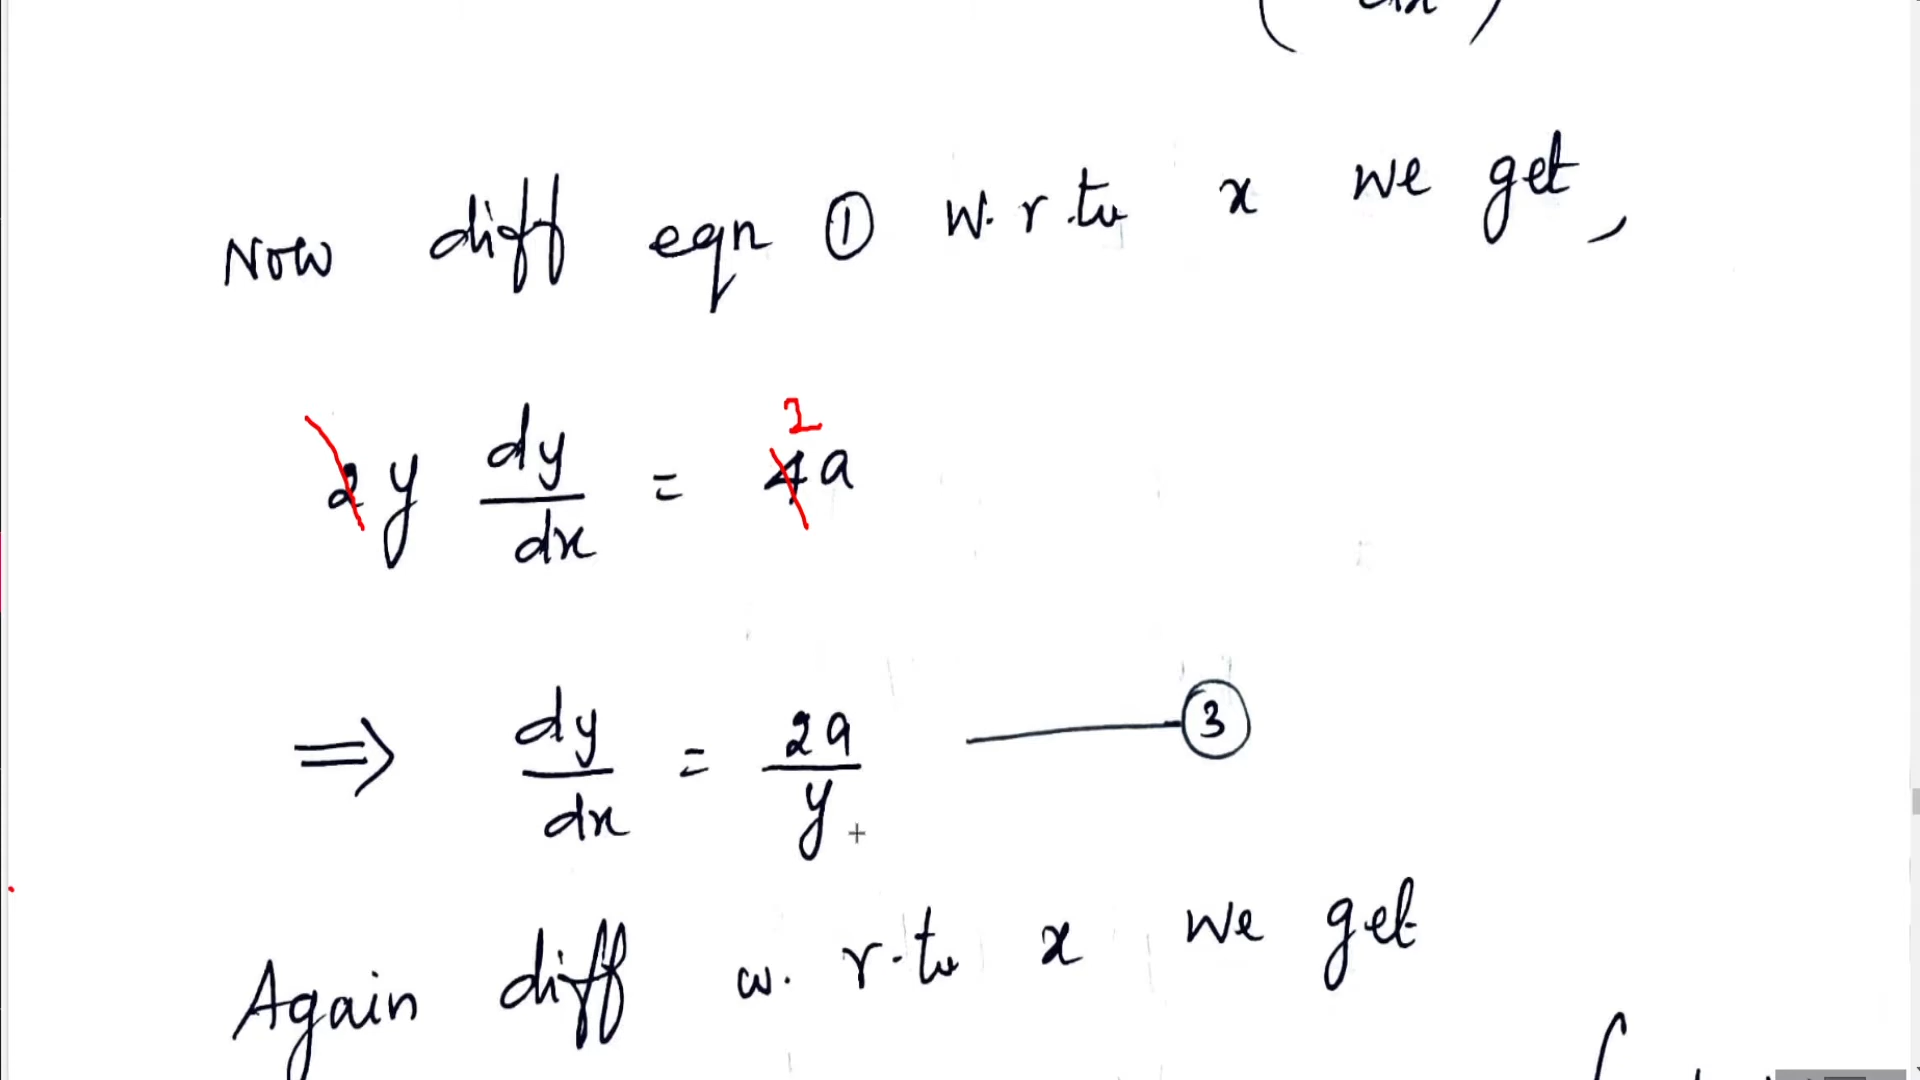 Now diff eqn ① w.r.to x we get,
2
2y dy/dx = 4a
⟹ dy/dx = 2a/y ——— ③
Again diff w.r.to x we get